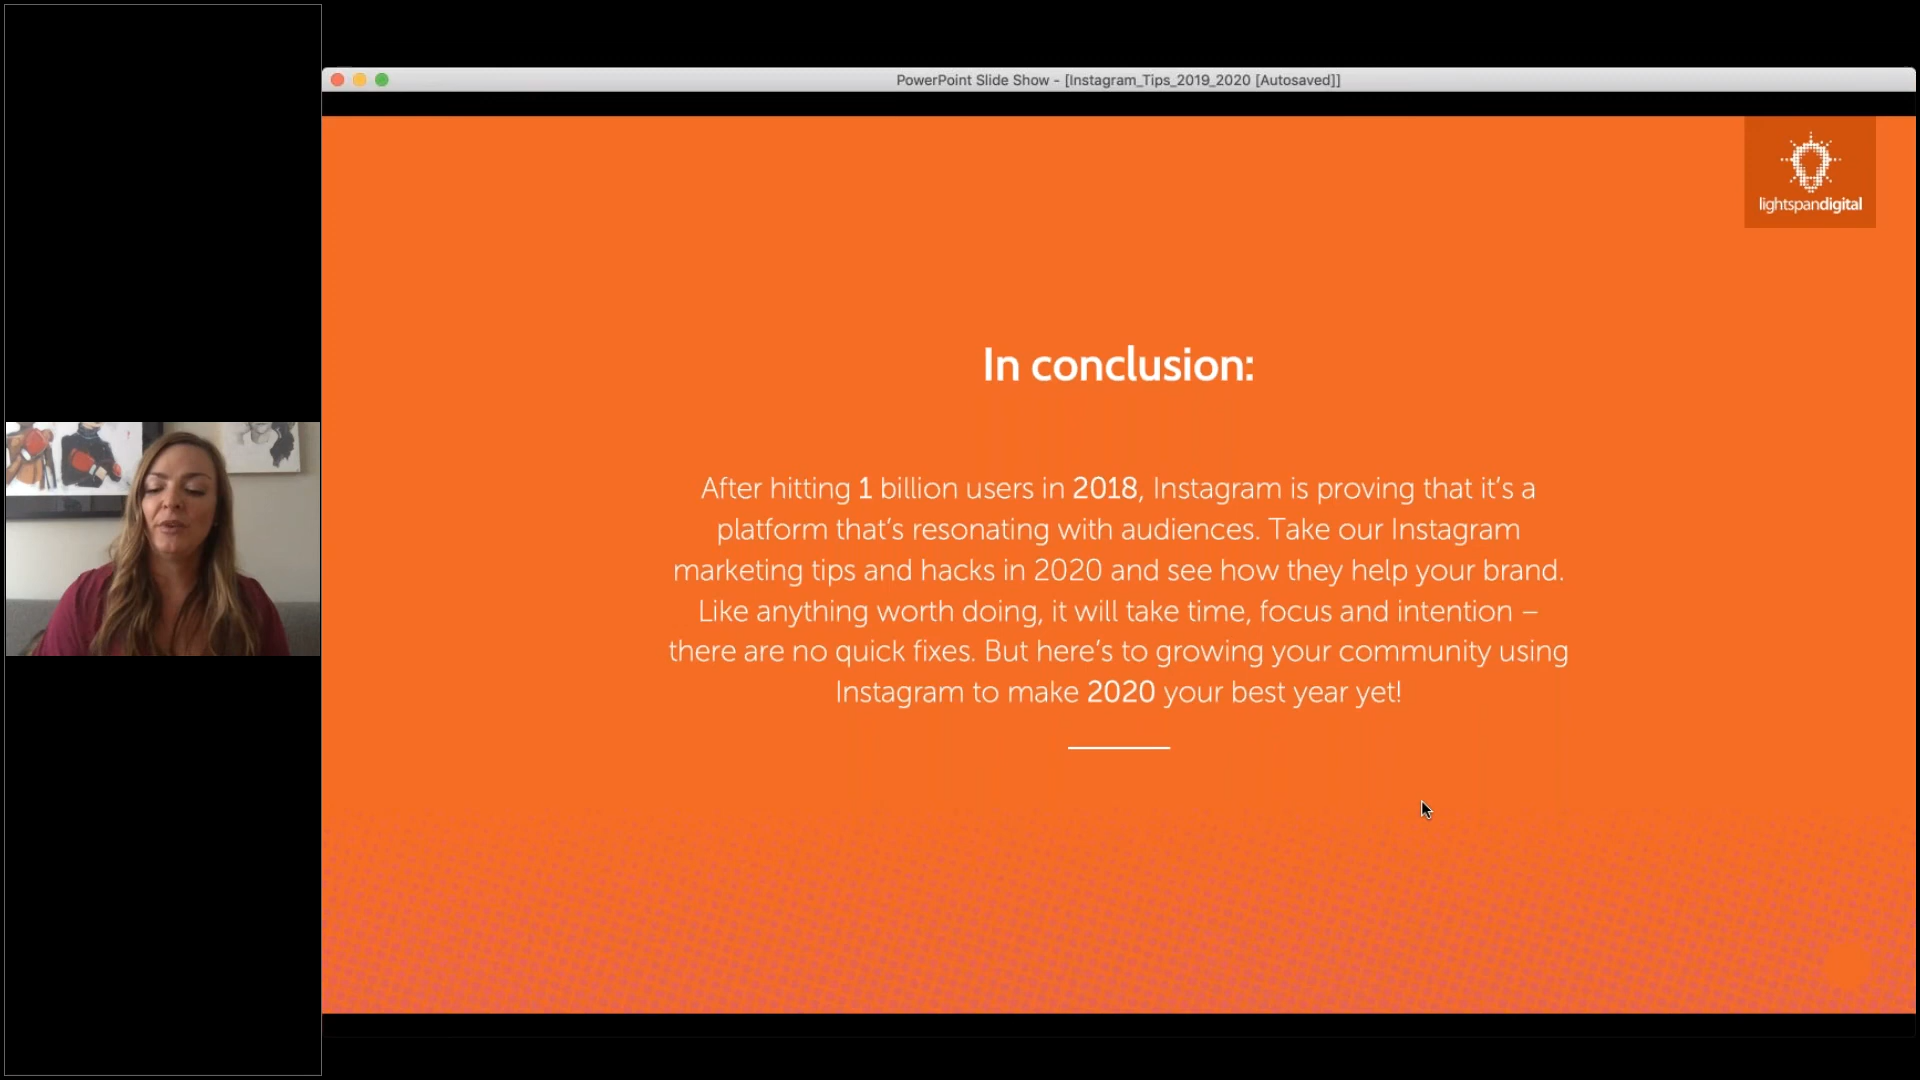 PowerPoint Slide Show - [Instagram_Tips_2019_2020 [Autosaved]]
lightspandigital
In conclusion:
After hitting 1 billion users in 2018, Instagram is proving that it’s a
platform that’s resonating with audiences. Take our Instagram
marketing tips and hacks in 2020 and see how they help your brand.
Like anything worth doing, it will take time, focus and intention –
there are no quick fixes. But here’s to growing your community using
Instagram to make 2020 your best year yet!